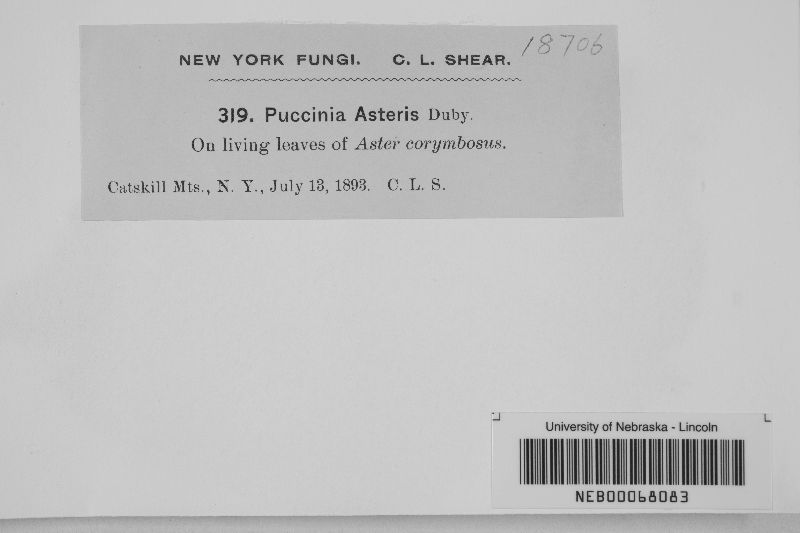 NEW YORK FUNGI. C. L. SHEAR. 18706
319. Puccinia Asteris Duby.
On living leaves of Aster corymbosus.
Catskill Mts., N. Y., July 13, 1893. C. L. S.
University of Nebraska - Lincoln
NEB00068083